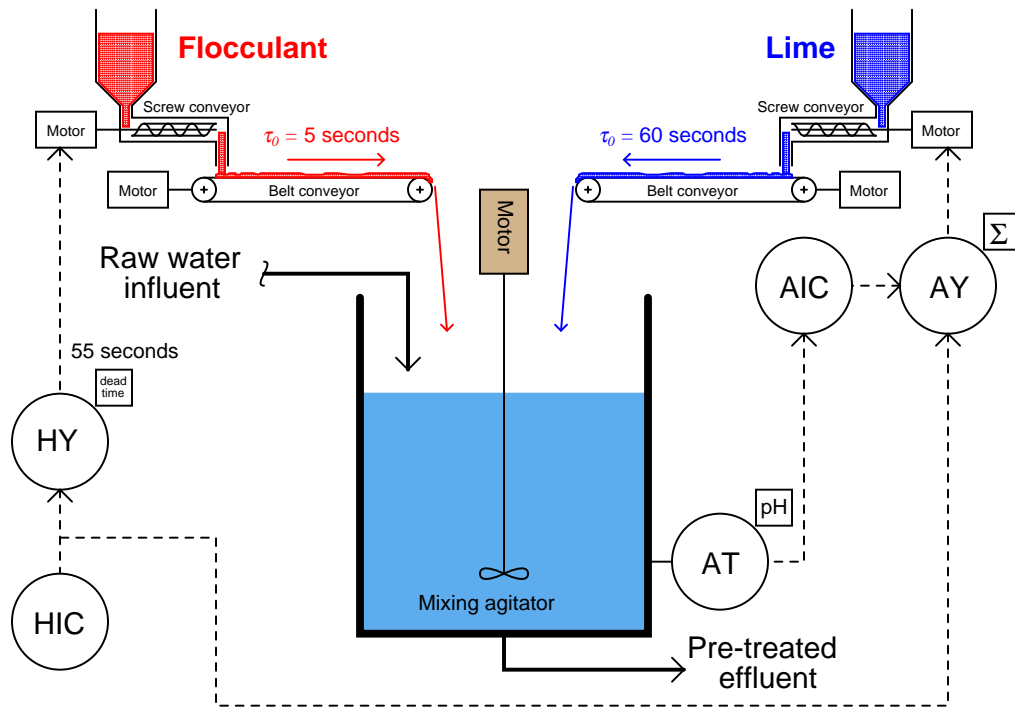 Flocculant
Lime
Screw conveyor
Screw conveyor
Motor
τ0 = 5 seconds
τ0 = 60 seconds
Motor
Motor
Belt conveyor
Belt conveyor
Motor
Motor
Σ
Raw water
influent
AIC
AY
55 seconds
dead
time
HY
pH
AT
HIC
Mixing agitator
Pre-treated
effluent